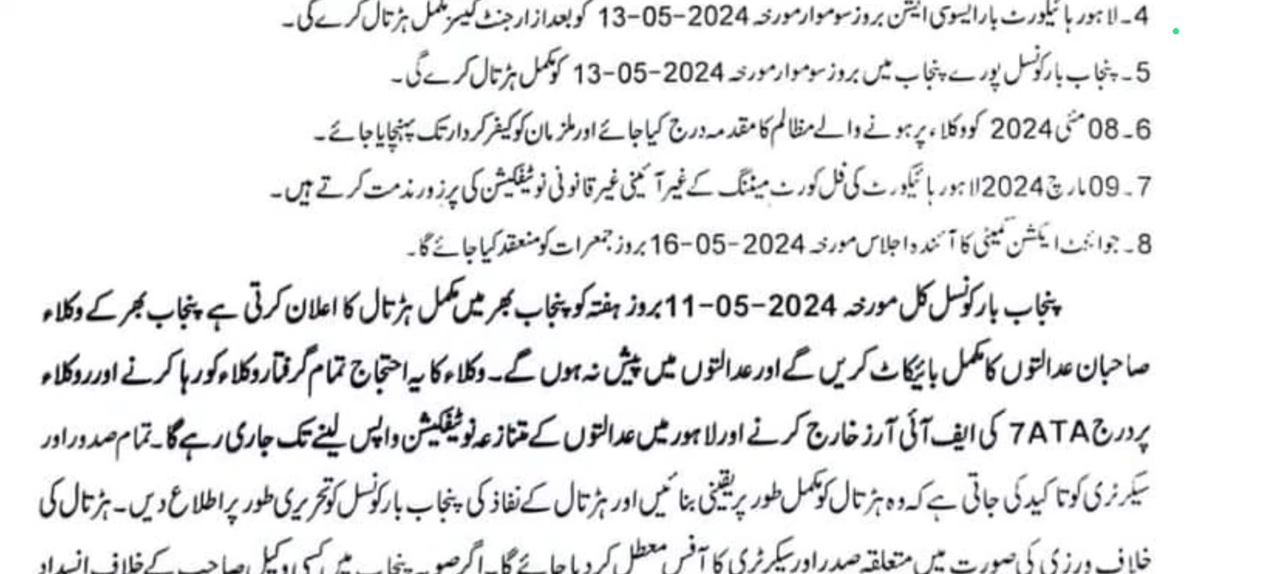 4۔ لاہور ہائیکورٹ بار ایسوسی ایشن بروز سوموار مورخہ 2024-05-13 کو بعد از ارجنٹ کیسز مکمل ہڑتال کرے گی۔
5۔ پنجاب بار کونسل پورے پنجاب میں بروز سوموار مورخہ 2024-05-13 کو مکمل ہڑتال کرے گی۔
6۔ 08 مئی 2024 کو وکلاء پر ہونے والے مظالم کا مقدمہ درج کیا جائے اور ملزمان کو کیفر کردار تک پہنچایا جائے۔
7۔ 09 مارچ 2024 لاہور ہائیکورٹ کی فل کورٹ میٹنگ کے غیر آئینی غیر قانونی نوٹیفکیشن کی پر زور مذمت کرتے ہیں۔
8۔ جوائنٹ ایکشن کمیٹی کا آئندہ اجلاس مورخہ 2024-05-16 بروز جمعرات کو منعقد کیا جائے گا۔
پنجاب بار کونسل کل مورخہ 2024-05-11 بروز ہفتہ کو پنجاب بھر میں مکمل ہڑتال کا اعلان کرتی ہے پنجاب بھر کے وکلاء
صاحبان عدالتوں کا مکمل بائیکاٹ کریں گے اور عدالتوں میں پیش نہ ہوں گے۔ وکلاء کا یہ احتجاج تمام گرفتار وکلاء کو رہا کرنے اور روکلاء
پر درج 7ATA کی ایف آئی آرز خارج کرنے اور لاہور میں عدالتوں کے متنازعہ نوٹیفکیشن واپس لینے تک جاری رہے گا۔ تمام صدور اور
سیکرٹری کو تاکید کی جاتی ہے کہ وہ ہڑتال کو مکمل طور پر یقینی بنائیں اور ہڑتال کے نفاذ کی پنجاب بار کونسل کو تحریری طور پر اطلاع دیں۔ ہڑتال کی
خلاف ورزی کی صورت میں متعلقہ صدر اور سیکرٹری کا آفس معطل کر دیا جائے گا۔ اگر صوبہ پنجاب میں کسی وکیل صاحب کے خلاف انسداد